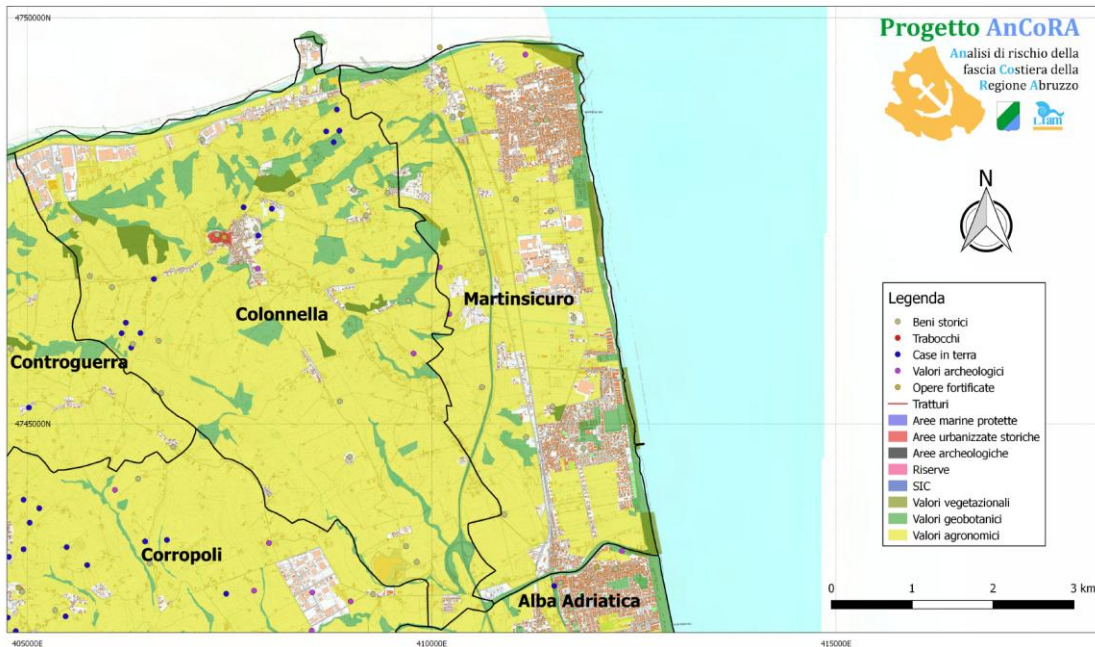 4750000N
Progetto AnCoRA
Analisi di rischio della
fascia Costiera della
Regione Abruzzo
LIam
N
Martinsicuro
Colonnella
Controguerra
4745000N
Corropoli
Alba Adriatica
Legenda
Beni storici
Trabocchi
Case in terra
Valori archeologici
Opere fortificate
Tratturi
Aree marine protette
Aree urbanizzate storiche
Aree archeologiche
Riserve
SIC
Valori vegetazionali
Valori geobotanici
Valori agronomici
0 1 2 3 km
405000E 410000E 415000E